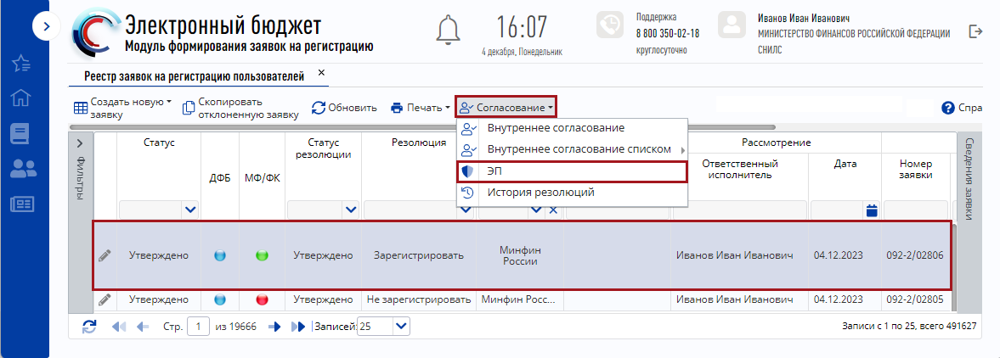 Электронный бюджет
Модуль формирования заявок на регистрацию
16:07
4 декабря, Понедельник
Поддержка
8 800 350-02-18
круглосуточно
Иванов Иван Иванович
МИНИСТЕРСТВО ФИНАНСОВ РОССИЙСКОЙ ФЕДЕРАЦИИ
СНИЛС
Реестр заявок на регистрацию пользователей
Создать новую
заявку
Скопировать
отклоненную заявку
Обновить
Печать
Согласование
Спра
Внутреннее согласование
Внутреннее согласование списком
ЭП
История резолюций
Фильтры
Статус
ДФБ
МФ/ФК
Статус
резолюции
Резолюция
Рассмотрение
Ответственный
исполнитель
Дата
Номер
заявки
Сведения заявки
Утверждено Утверждено Зарегистрировать Минфин
России Иванов Иван Иванович 04.12.2023 092-2/02806
Утверждено Утверждено Не зарегистрировать Минфин Росс... Иванов Иван Иванович 04.12.2023 092-2/02805
Стр. 1 из 19666 Записей: 25 Записи с 1 по 25, всего 491627